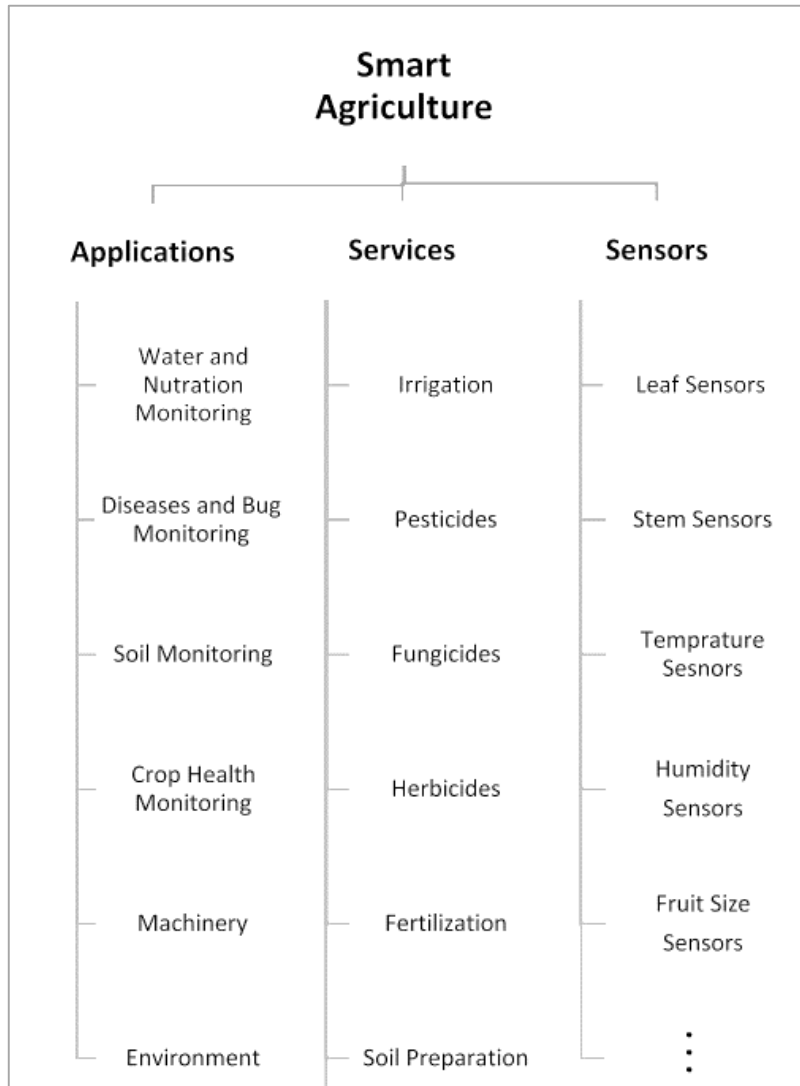 Smart
Agriculture
Applications
Services
Sensors
Water and
Nutration
Monitoring
Irrigation
Leaf Sensors
Diseases and Bug
Monitoring
Pesticides
Stem Sensors
Soil Monitoring
Fungicides
Temprature
Sesnors
Crop Health
Monitoring
Herbicides
Humidity
Sensors
Machinery
Fertilization
Fruit Size
Sensors
Environment
Soil Preparation